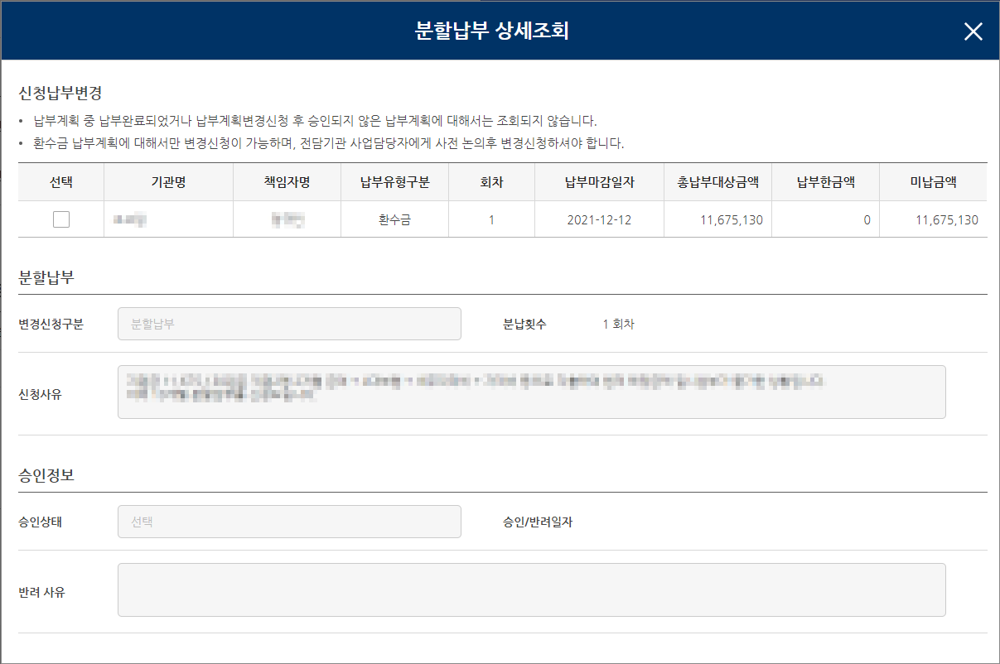 분할납부 상세조회
신청납부변경
• 납부계획 중 납부완료되었거나 납부계획변경신청 후 승인되지 않은 납부계획에 대해서는 조회되지 않습니다.
• 환수금 납부계획에 대해서만 변경신청이 가능하며, 전담기관 사업담당자에게 사전 논의후 변경신청하셔야 합니다.
선택 기관명 책임자명 납부유형구분 회차 납부마감일자 총납부대상금액 납부한금액 미납금액
환수금 1 2021-12-12 11,675,130 0 11,675,130
분할납부
변경신청구분 분할납부 분납횟수 1 회차
신청사유
승인정보
승인상태 선택 승인/반려일자
반려 사유